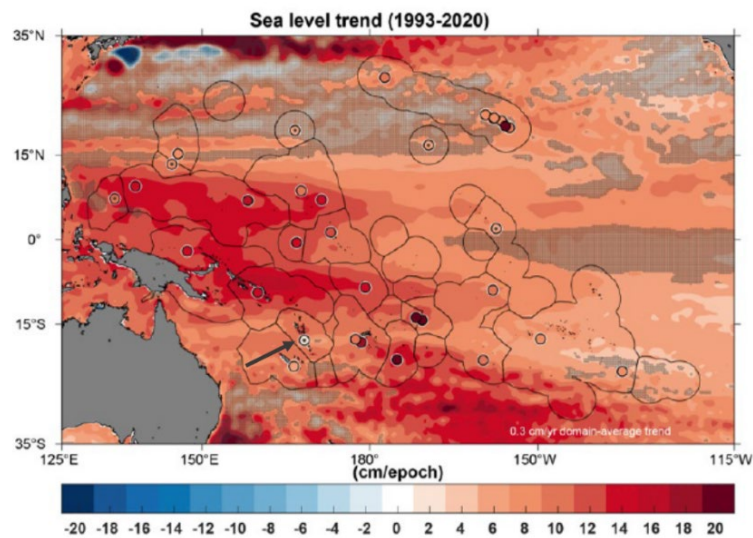 Sea level trend (1993-2020)
35°N
15°N
0°
15°S
35°S
125°E 150°E 180° 150°W 115°W
0.3 cm/yr domain-average trend
(cm/epoch)
-20 -18 -16 -14 -12 -10 -8 -6 -4 -2 0 2 4 6 8 10 12 14 16 18 20